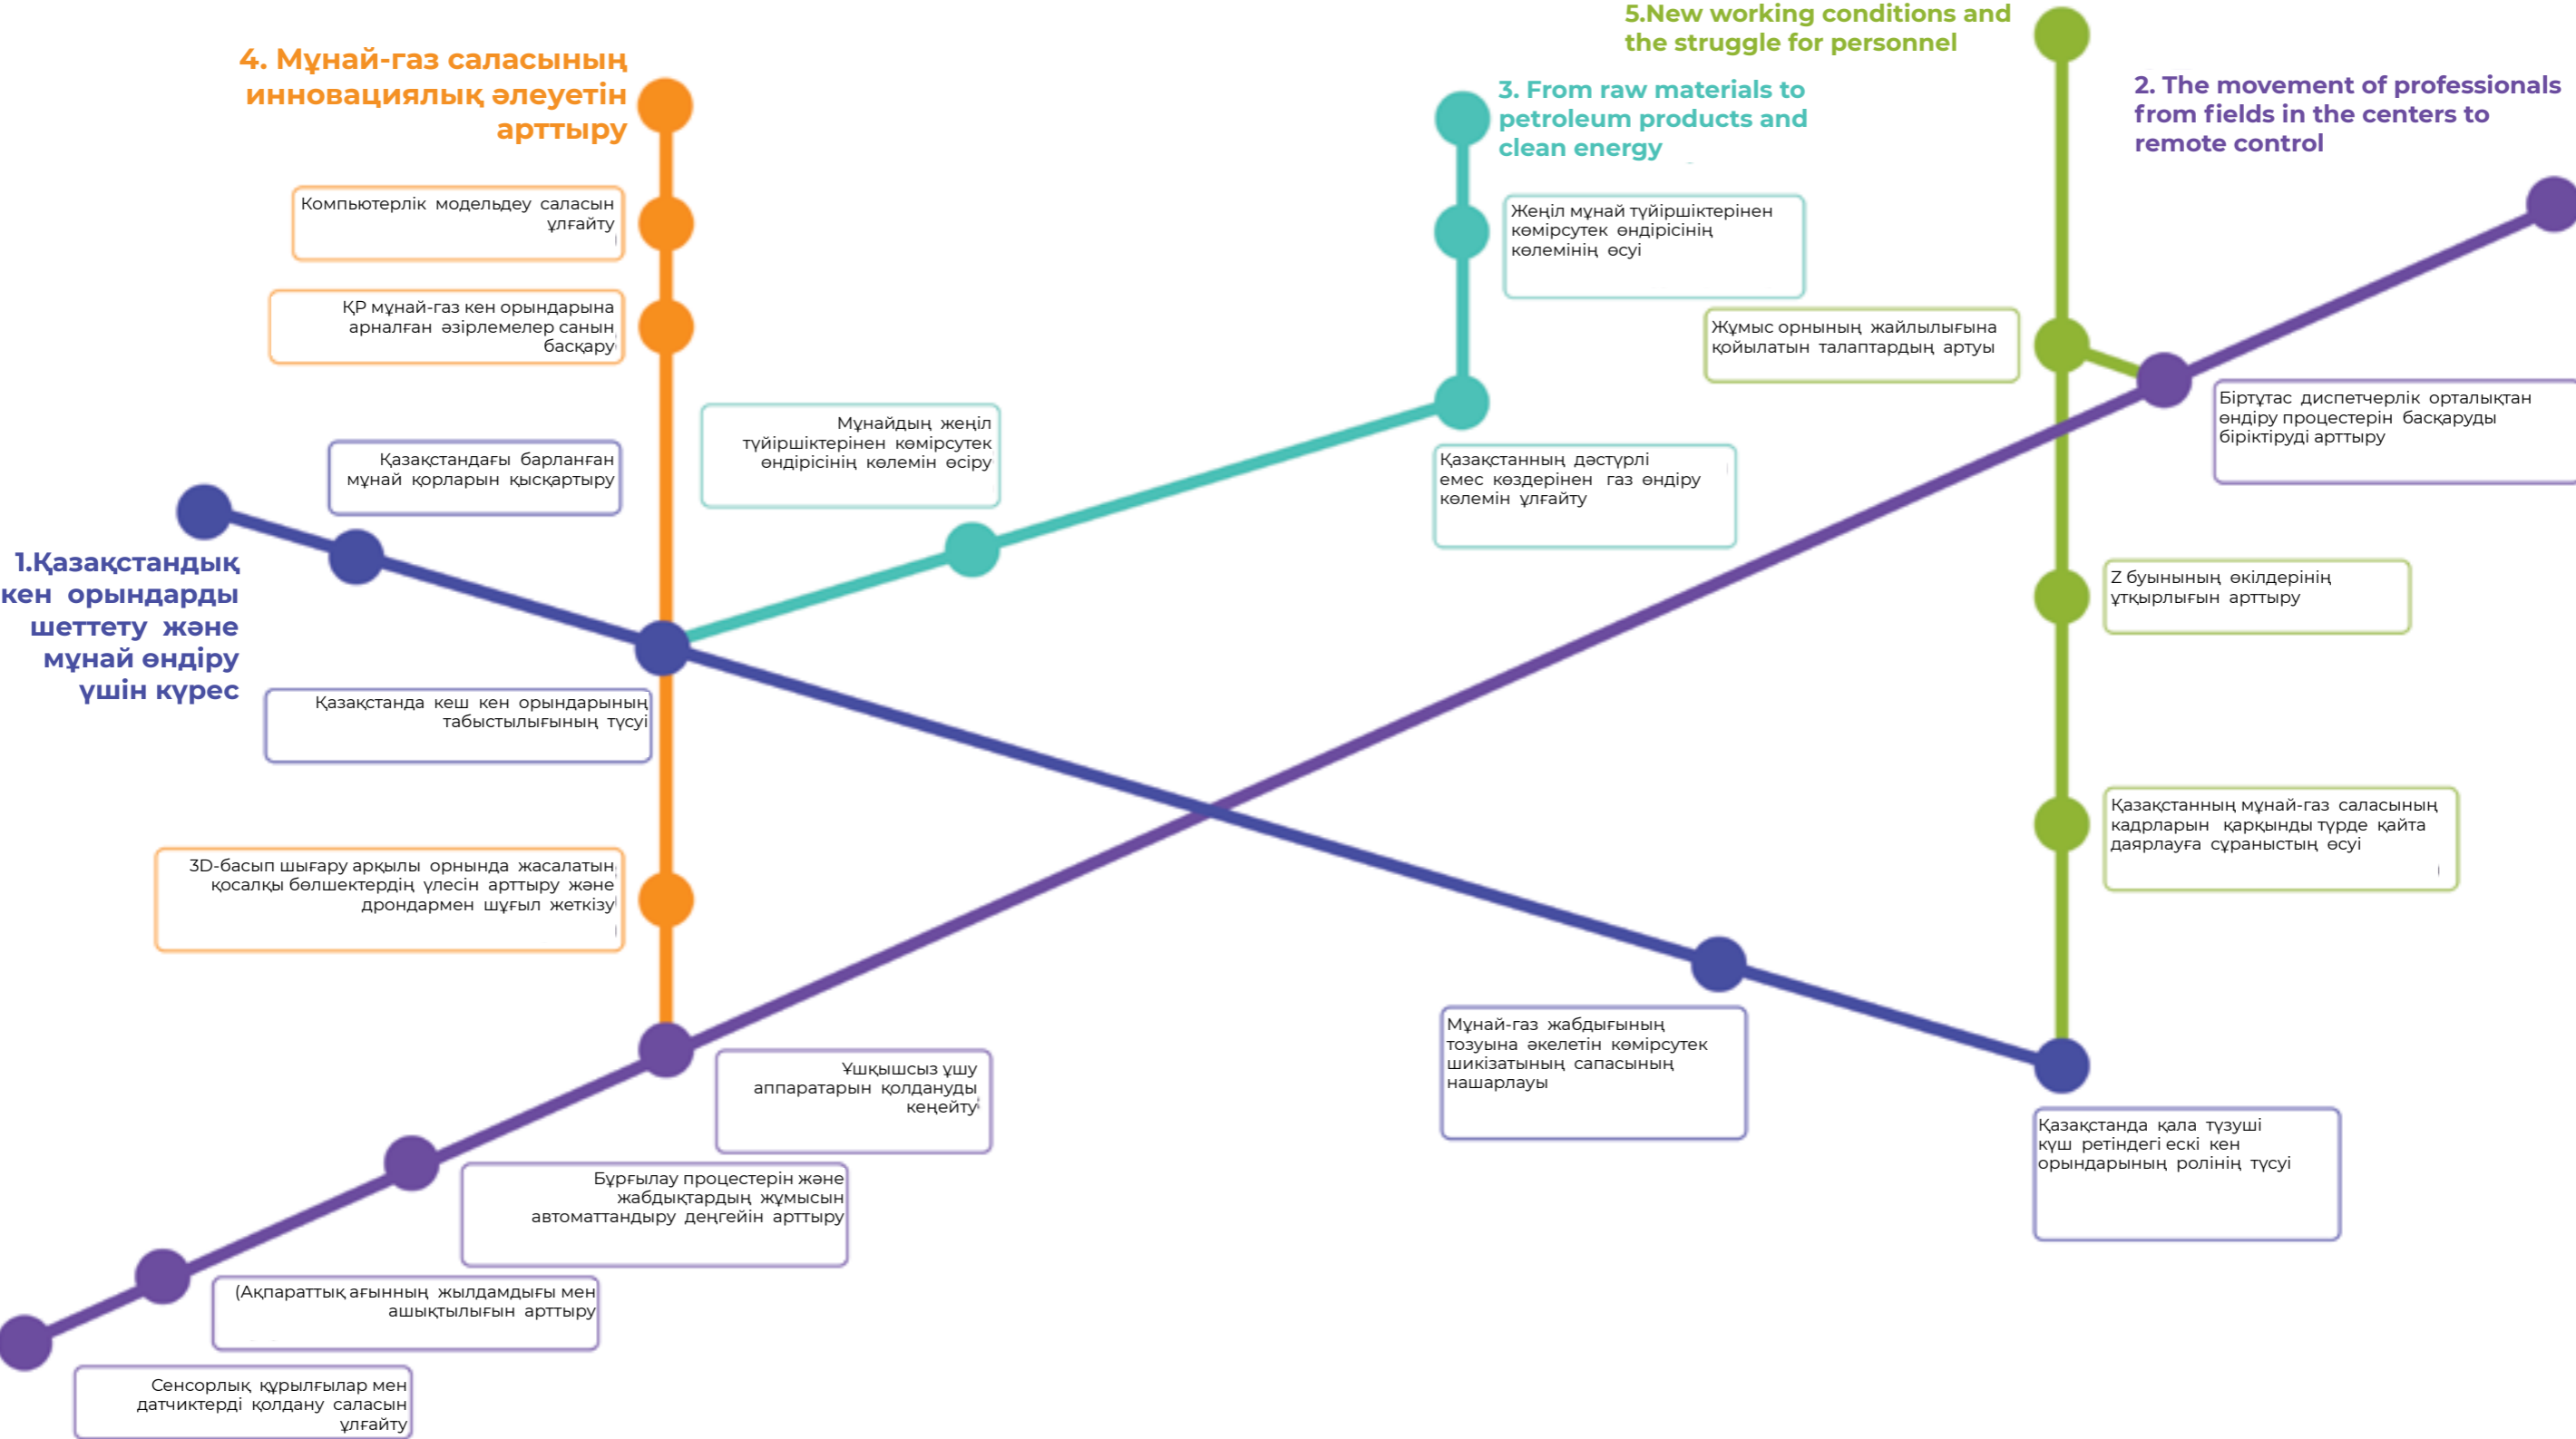 5.New working conditions and
the struggle for personnel
4. Мұнай-газ саласының
инновациялық әлеуетін
арттыру
3. From raw materials to
petroleum products and
clean energy
2. The movement of professionals
from fields in the centers to
remote control
Компьютерлік модельдеу саласын
ұлғайту
Жеңіл мұнай түйіршіктерінен
көмірсутек өндірісінің
көлемінің өсуі
ҚР мұнай-газ кен орындарына
арналған әзірлемелер санын
басқару
Жұмыс орнының жайлылығына
қойылатын талаптардың артуы
Біртұтас диспетчерлік орталықтан
өндіру процестерін басқаруды
біріктіруді арттыру
Мұнайдың жеңіл
түйіршіктерінен көмірсутек
өндірісінің көлемін өсіру
Қазақстандағы барланған
мұнай қорларын қысқартуу
Қазақстанның дәстүрлі
емес көздерінен газ өндіру
көлемін ұлғайту
1.Қазақстандық
кен орындарды
шеттету және
мұнай өндіру
үшін күрес
Z буынының өкілдерінің
ұтқырлығын арттыру
Қазақстанда кеш кен орындарының
табыстылығының түсуі
Қазақстанның мұнай-газ саласының
кадрларын қарқынды түрде қайта
даярлауға сұраныстың өсуі
3D-басып шығару арқылы орнында жасалатын
қосалқы бөлшектердің үлесін арттыру және
дрондармен шұғыл жеткізу
Мұнай-газ жабдығының
тозуына әкелетін көмірсутек
шикізатының сапасының
нашарлауы
Ұшқышсыз ұшу
аппаратарын қолдануды
кеңейту
Қазақстанда қала түзуші
күш ретіндегі ескі кен
орындарының ролінің түсуі
Бұрғылау процестерін және
жабдықтардың жұмысын
автоматтандыру деңгейін арттыру
(Ақпараттық ағынның жылдамдығы мен
ашықтылығын арттыру
Сенсорлық құрылғылар мен
датчиктерді қолдану саласын
ұлғайту